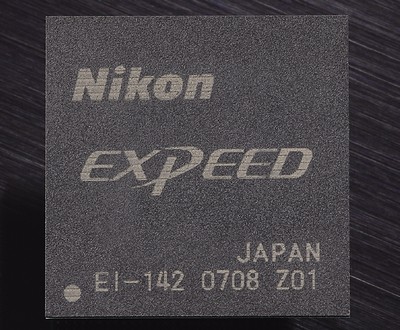 Nikon
EXPEED
JAPAN
EI-142 0708 Z01